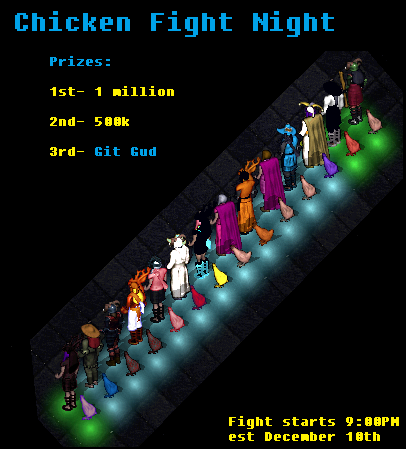 Chicken Fight Night
Prizes:
1st- 1 million
2nd- 500k
3rd- Git Gud
Fight starts 9:00PM
est December 10th